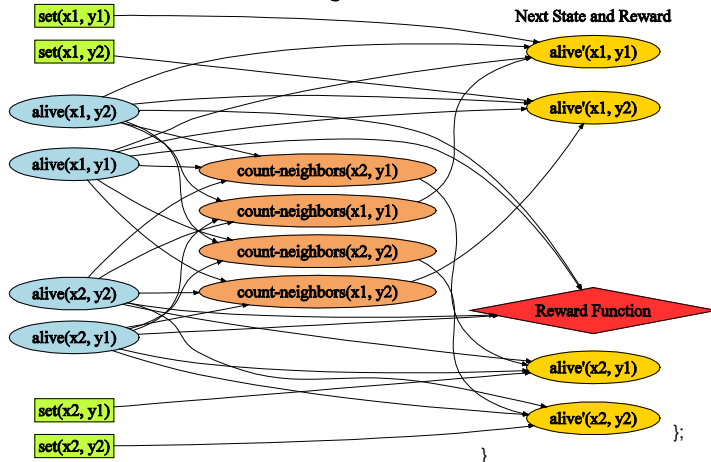 set(x1, y1)
Next State and Reward
set(x1, y2)
alive'(x1, y1)
alive(x1, y2)
alive'(x1, y2)
alive(x1, y1)
count-neighbors(x2, y1)
count-neighbors(x1, y1)
count-neighbors(x2, y2)
alive(x2, y2)
count-neighbors(x1, y2)
Reward Function
alive(x2, y1)
alive'(x2, y1)
set(x2, y1)
alive'(x2, y2)
};
set(x2, y2)
}